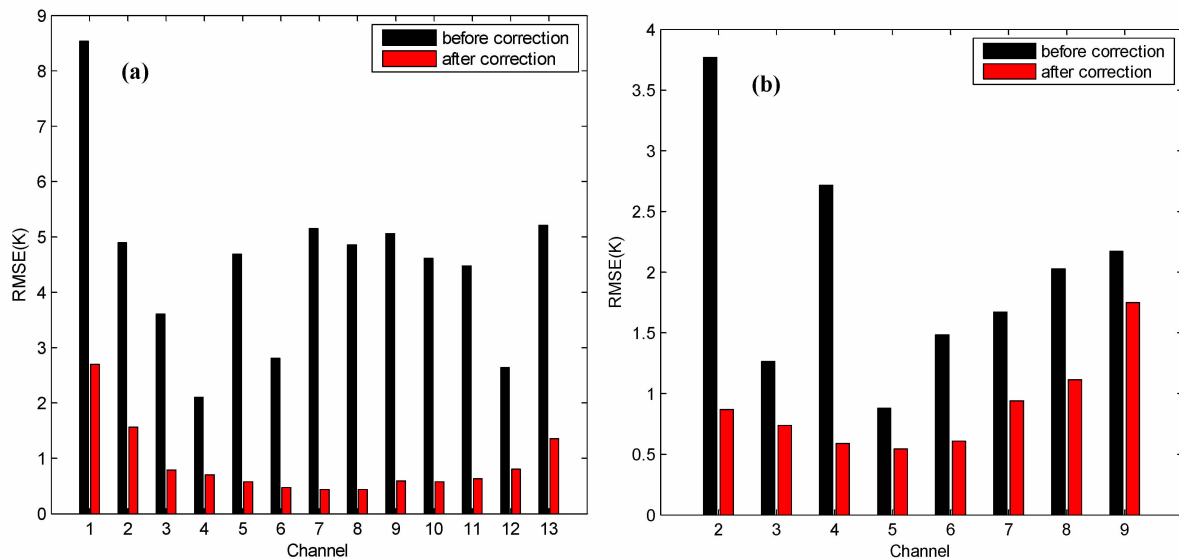 (a)
before correction
after correction
RMSE(K)
9
8
7
6
5
4
3
2
1
0
1 2 3 4 5 6 7 8 9 10 11 12 13
Channel
(b)
before correction
after correction
RMSE(K)
4
3.5
3
2.5
2
1.5
1
0.5
0
2 3 4 5 6 7 8 9
Channel